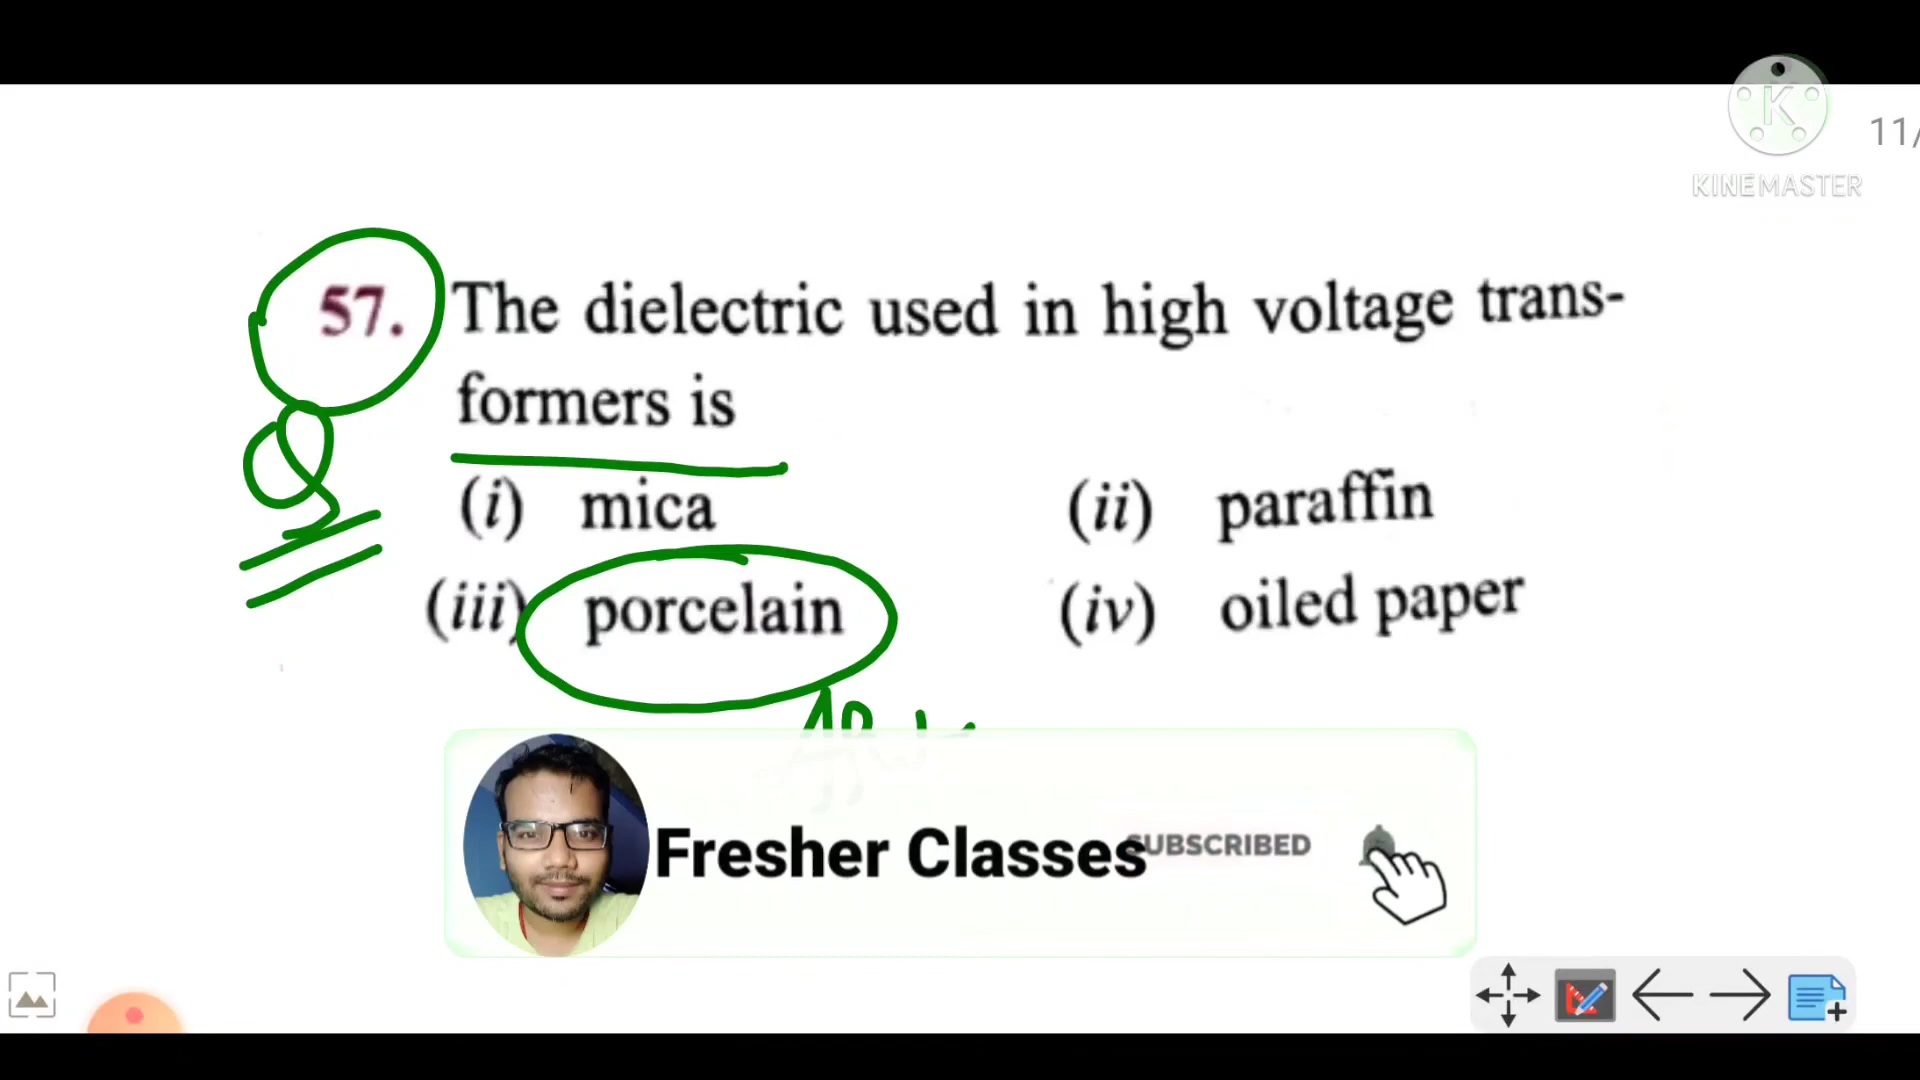 KINEMASTER
11/
57. The dielectric used in high voltage trans-
formers is
(i) mica (ii) paraffin
(iii) porcelain (iv) oiled paper
Fresher Classes SUBSCRIBED